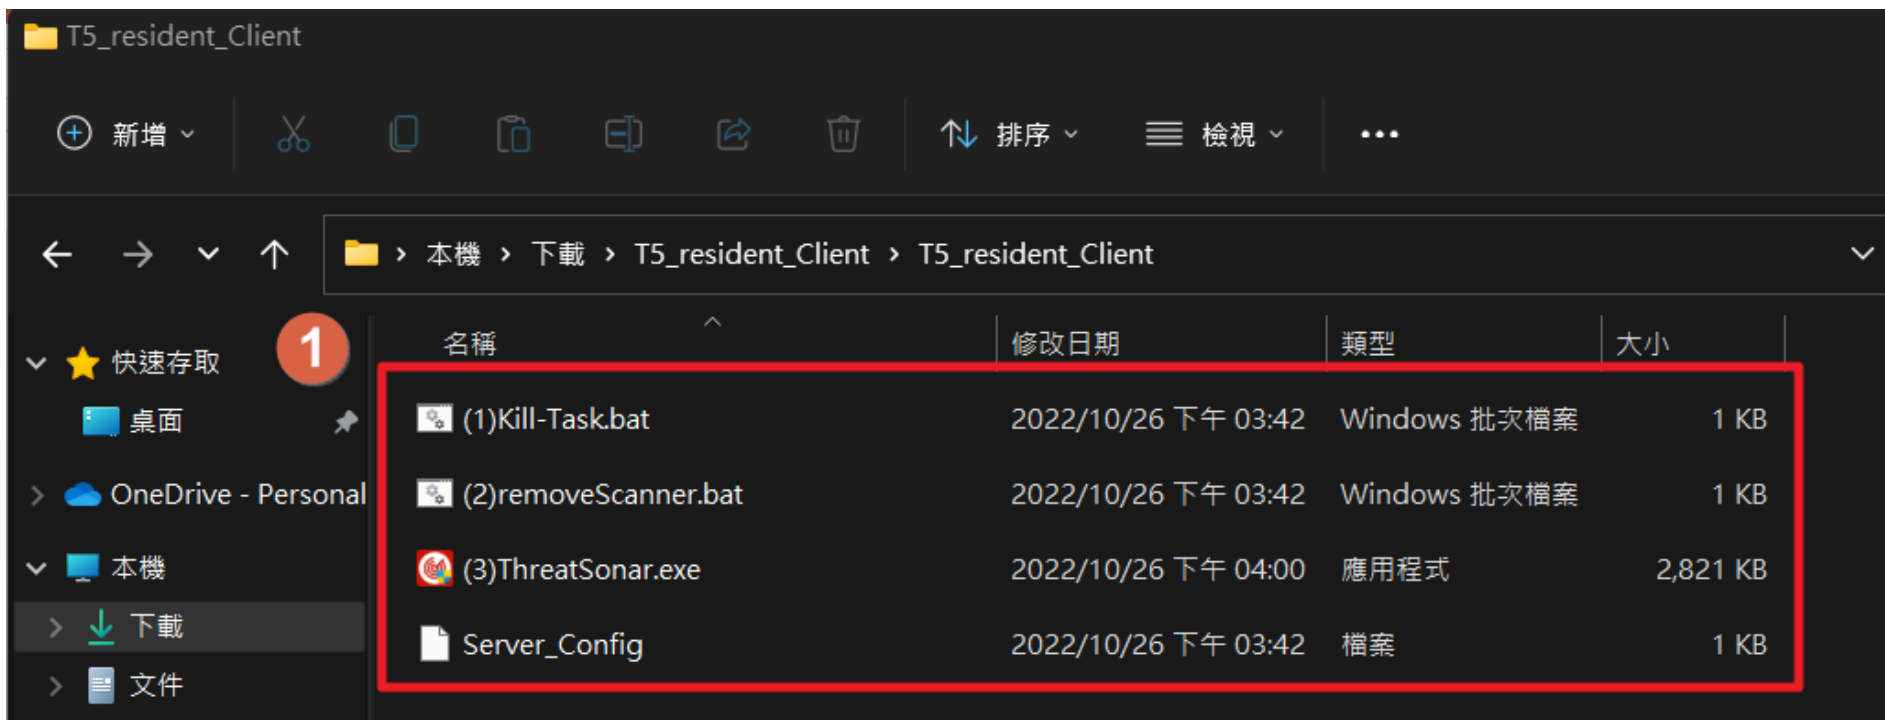 T5_resident_Client
新增 排序 檢視
本機 > 下載 > T5_resident_Client > T5_resident_Client
1
名稱 修改日期 類型 大小
快速存取
桌面
OneDrive - Personal
本機
下載
文件
(1)Kill-Task.bat 2022/10/26 下午 03:42 Windows 批次檔案 1 KB
(2)removeScanner.bat 2022/10/26 下午 03:42 Windows 批次檔案 1 KB
(3)ThreatSonar.exe 2022/10/26 下午 04:00 應用程式 2,821 KB
Server_Config 2022/10/26 下午 03:42 檔案 1 KB